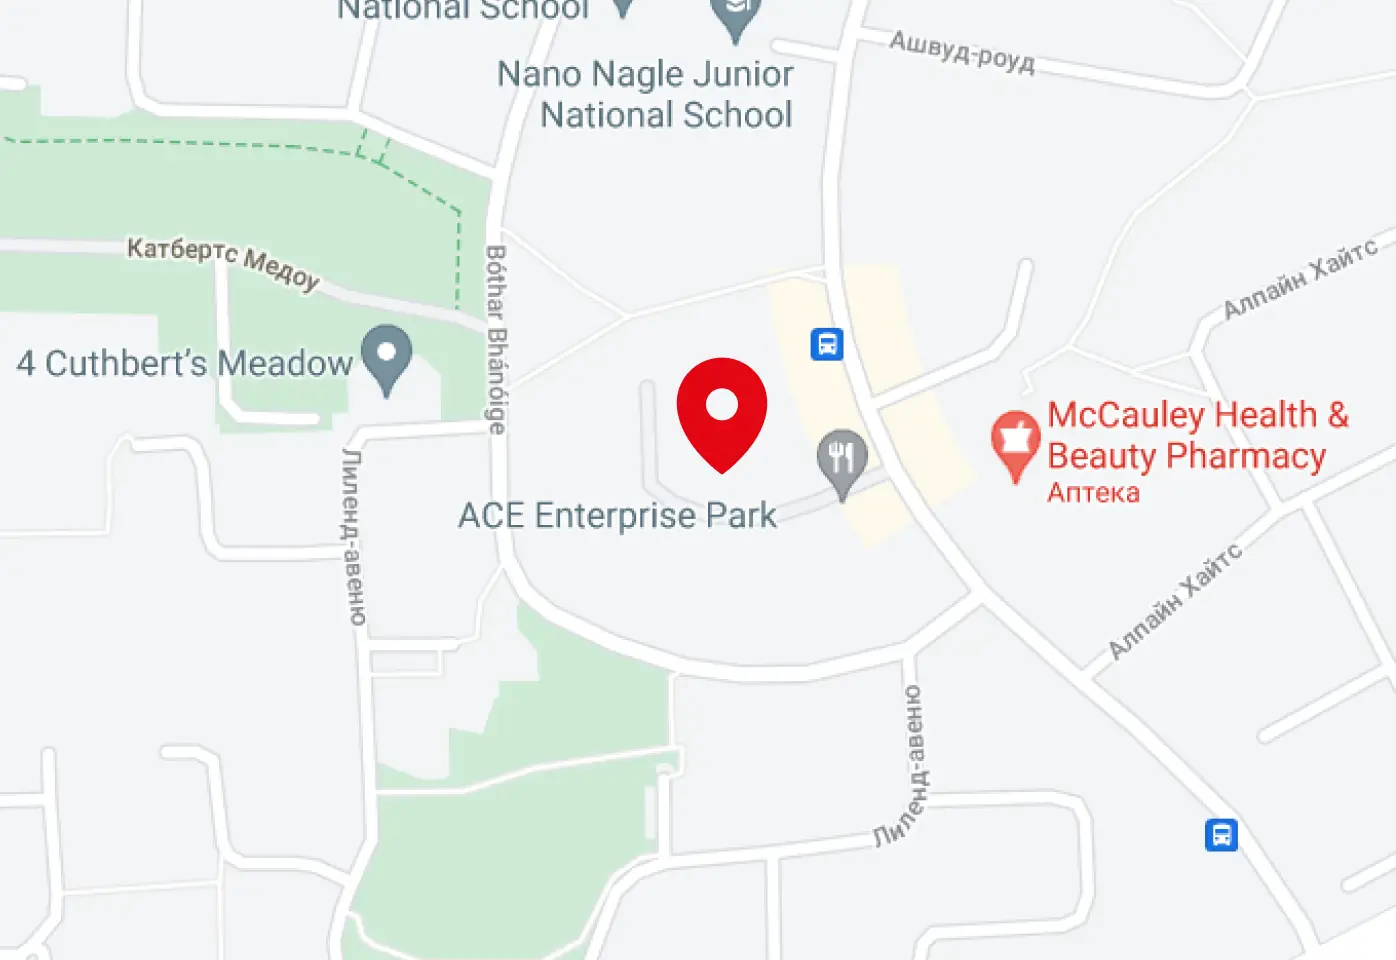 National School
Nano Nagle Junior
National School
Ашвуд-роуд
Катбертс Медоу
Bóthar Bhánóige
Алпайн Хайтс
4 Cuthbert’s Meadow
McCauley Health &
Beauty Pharmacy
Аптека
Лиленд-авеню
ACE Enterprise Park
Алпайн Хайтс
Лиленд-авеню